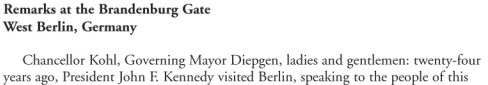 Remarks at the Brandenburg Gate
West Berlin, Germany
Chancellor Kohl, Governing Mayor Diepgen, ladies and gentlemen: twenty-four
years ago, President John F. Kennedy visited Berlin, speaking to the people of this